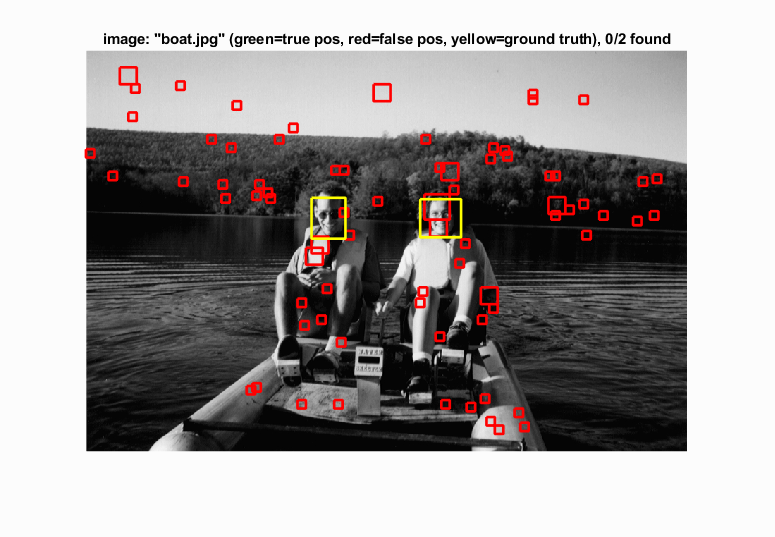 image: "boat.jpg" (green=true pos, red=false pos, yellow=ground truth), 0/2 found